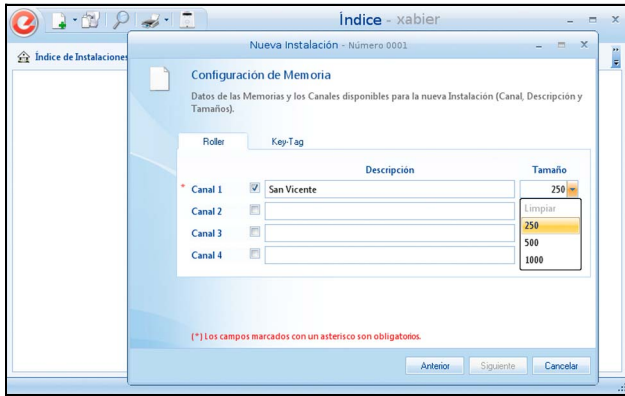 Índice - xabier
Índice de Instalaciones
Nueva Instalación - Número 0001
Configuración de Memoria
Datos de las Memorias y los Canales disponibles para la nueva Instalación (Canal, Descripción y
Tamaños).
Roller
Key-Tag
Descripción
Tamaño
* Canal 1
San Vicente
250
Canal 2
Canal 3
Canal 4
Limpiar
250
500
1000
(*) Los campos marcados con un asterisco son obligatorios.
Anterior
Siguiente
Cancelar